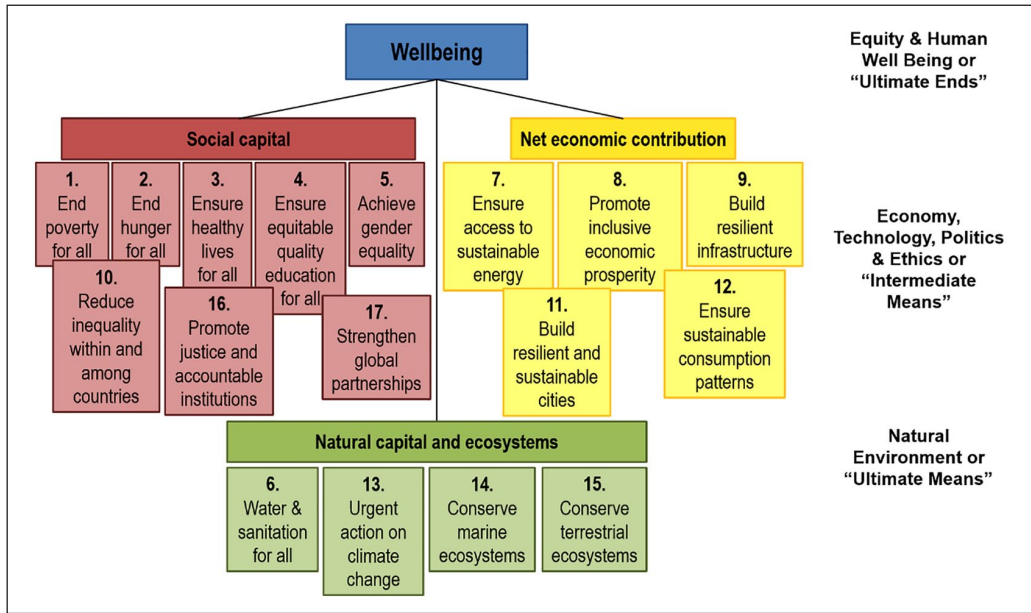 Wellbeing
Equity & Human
Well Being or
“Ultimate Ends”
Social capital
1.
End
poverty
for all
2.
End
hunger
for all
3.
Ensure
healthy
lives
for all
4.
Ensure
equitable
quality
education
for all
5.
Achieve
gender
equality
10.
Reduce
inequality
within and
among
countries
16.
Promote
justice and
accountable
institutions
17.
Strengthen
global
partnerships
Net economic contribution
7.
Ensure
access to
sustainable
energy
8.
Promote
inclusive
economic
prosperity
9.
Build
resilient
infrastructure
11.
Build
resilient and
sustainable
cities
12.
Ensure
sustainable
consumption
patterns
Economy,
Technology, Politics
& Ethics or
“Intermediate
Means”
Natural capital and ecosystems
6.
Water &
sanitation
for all
13.
Urgent
action on
climate
change
14.
Conserve
marine
ecosystems
15.
Conserve
terrestrial
ecosystems
Natural
Environment or
“Ultimate Means”